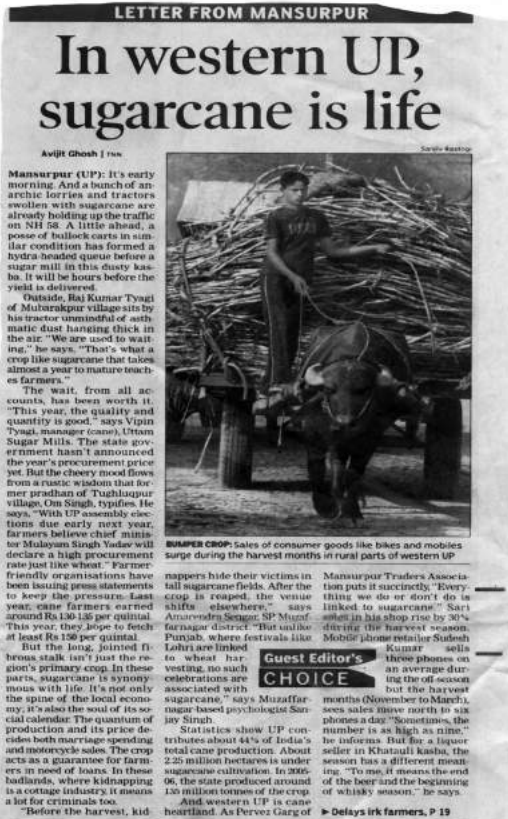 LETTER FROM MANSURPUR
In western UP,
sugarcane is life
Avijit Ghosh | TNN
Mansurpur (UP): It's early
morning. And a bunch of an-
archic lorries and tractors
swollen with sugarcane are
already holding up the traffic
on NH 58. A little ahead, a
posse of bullock carts in sim-
ilar condition has formed a
hydra-headed queue before a
sugar mill in this dusty kas-
ba. It will be hours before the
yield is delivered.
Outside, Raj Kumar Tyagi
of Mubarakpur village sits by
his tractor unmindful of asth-
matic dust hanging thick in
the air. "We are used to wait-
ing," he says. "That's what a
crop like sugarcane that takes
almost a year to mature teach-
es farmers."
The wait, from all ac-
counts, has been worth it.
"This year, the quality and
quantity is good," says Vipin
Tyagi, manager (cane), Uttam
Sugar Mills. The state gov-
ernment hasn't announced
the year's procurement price
yet. But the cheery mood flows
from a rustic wisdom that for-
mer pradhan of Tughluqpur
village, Om Singh, typifies. He
says, "With UP assembly elec-
tions due early next year,
farmers believe chief minis-
ter Mulayam Singh Yadav will
declare a high procurement
rate just like wheat." Farmer-
friendly organisations have
been issuing press statements
to keep the pressure. Last
year, cane farmers earned
around Rs 130-135 per quintal.
This year, they hope to fetch
at least Rs 150 per quintal.
But the long, jointed fi-
brous stalk isn't just the re-
gion's primary crop. In these
parts, sugarcane is synony-
mous with life. It's not only
the spine of the local econo-
my, it's also the soul of its so-
cial calendar. The quantum of
production and its price de-
cides both marriage spending
and motorcycle sales. The crop
acts as a guarantee for farm-
ers in need of loans. In these
badlands, where kidnapping
is a cottage industry, it means
a lot for criminals too.
"Before the harvest, kid-
Sanjiv Rastogi
BUMPER CROP: Sales of consumer goods like bikes and mobiles
surge during the harvest months in rural parts of western UP
nappers hide their victims in
tall sugarcane fields. After the
crop is reaped, the venue
shifts elsewhere," says
Amarendra Sengar, SP, Muzaf-
farnagar district. "But unlike
Punjab, where festivals like
Lohri are linked
to wheat har-
vesting, no such
celebrations are
associated with
sugarcane," says Muzaffar-
nagar-based psychologist San-
jay Singh.
Statistics show UP con-
tributes about 44% of India's
total cane production. About
2.25 million hectares is under
sugarcane cultivation. In 2005-
06, the state produced around
135 million tonnes of the crop.
And western UP is cane
heartland. As Pervez Garg of
Guest Editor's
CHOICE
Mansurpur Traders Associa-
tion puts it succinctly, "Every-
thing we do or don't do is
linked to sugarcane." Sari
sales in his shop rise by 30%
during the harvest season.
Mobile phone retailer Sudesh
Kumar sells
three phones on
an average dur-
ing the off-season
but the harvest
months (November to March),
sees sales move north to six
phones a day. "Sometimes, the
number is as high as nine,"
he informs. But for a liquor
seller in Khatauli kasba, the
season has a different mean-
ing. "To me, it means the end
of the beer and the beginning
of whisky season," he says.
▶ Delays irk farmers, P 19